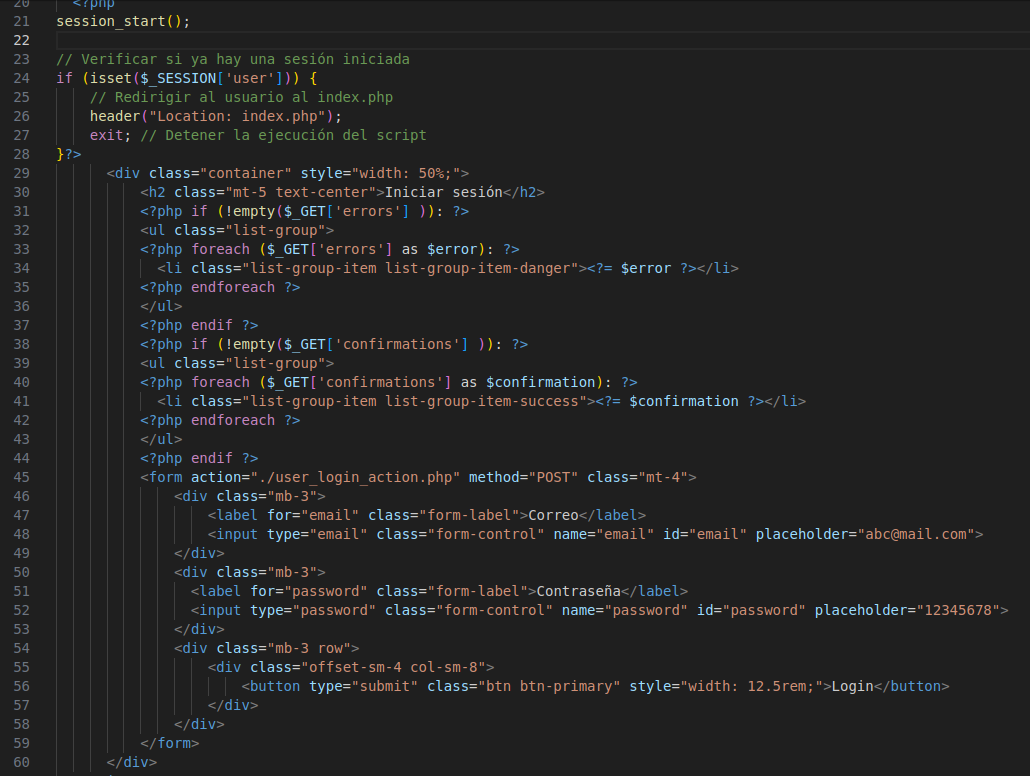 20 <?php
21 session_start();
22
23 // Verificar si ya hay una sesión iniciada
24 if (isset($_SESSION['user'])) {
25 // Redirigir al usuario al index.php
26 header("Location: index.php");
27 exit; // Detener la ejecución del script
28 }?>
29 <div class="container" style="width: 50%;">
30 <h2 class="mt-5 text-center">Iniciar sesión</h2>
31 <?php if (!empty($_GET['errors'] )): ?>
32 <ul class="list-group">
33 <?php foreach ($_GET['errors'] as $error): ?>
34 <li class="list-group-item list-group-item-danger"><?= $error ?></li>
35 <?php endforeach ?>
36 </ul>
37 <?php endif ?>
38 <?php if (!empty($_GET['confirmations'] )): ?>
39 <ul class="list-group">
40 <?php foreach ($_GET['confirmations'] as $confirmation): ?>
41 <li class="list-group-item list-group-item-success"><?= $confirmation ?></li>
42 <?php endforeach ?>
43 </ul>
44 <?php endif ?>
45 <form action="./user_login_action.php" method="POST" class="mt-4">
46 <div class="mb-3">
47 <label for="email" class="form-label">Correo</label>
48 <input type="email" class="form-control" name="email" id="email" placeholder="abc@mail.com">
49 </div>
50 <div class="mb-3">
51 <label for="password" class="form-label">Contraseña</label>
52 <input type="password" class="form-control" name="password" id="password" placeholder="12345678">
53 </div>
54 <div class="mb-3 row">
55 <div class="offset-sm-4 col-sm-8">
56 <button type="submit" class="btn btn-primary" style="width: 12.5rem;">Login</button>
57 </div>
58 </div>
59 </form>
60 </div>